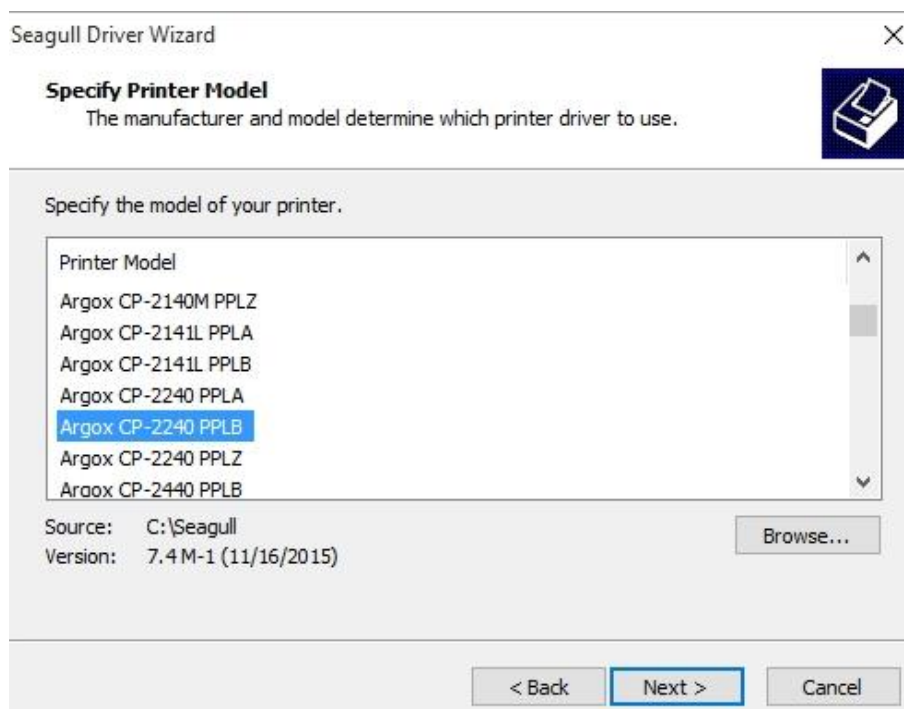 Seagull Driver Wizard
Specify Printer Model
The manufacturer and model determine which printer driver to use.
Specify the model of your printer.
Printer Model
Argox CP-2140M PPLZ
Argox CP-2141L PPLA
Argox CP-2141L PPLB
Argox CP-2240 PPLA
Argox CP-2240 PPLB
Argox CP-2240 PPLZ
Argox CP-2440 PPLB
Source: C:\Seagull
Browse...
Version: 7.4 M-1 (11/16/2015)
< Back Next > Cancel